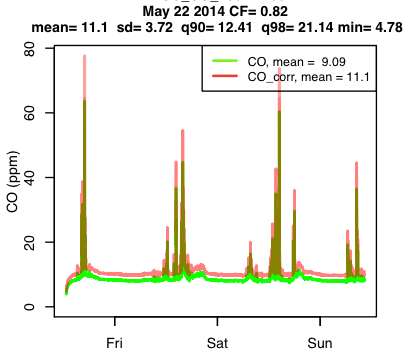 May 22 2014 CF= 0.82
mean= 11.1 sd= 3.72 q90= 12.41 q98= 21.14 min= 4.78
CO, mean = 9.09
CO_corr, mean = 11.1
CO (ppm)
80
60
40
20
0
Fri
Sat
Sun